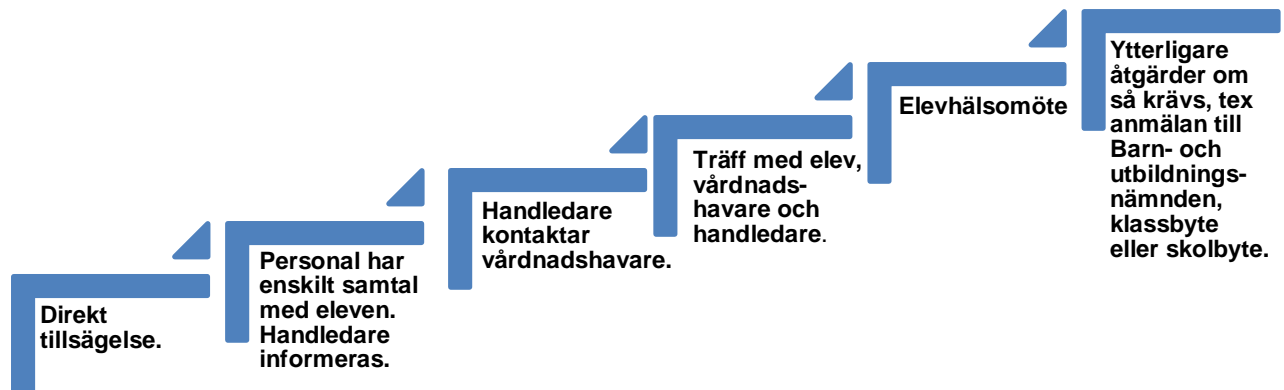 Direkt
tillsägelse.
Personal har
enskilt samtal
med eleven.
Handledare
informeras.
Handledare
kontaktar
vårdnadshavare.
Träff med elev,
vårdnads-
havare och
handledare.
Elevhälsomöte
Ytterligare
åtgärder om
så krävs, tex
anmälan till
Barn- och
utbildnings-
nämnden,
klassbyte
eller skolbyte.